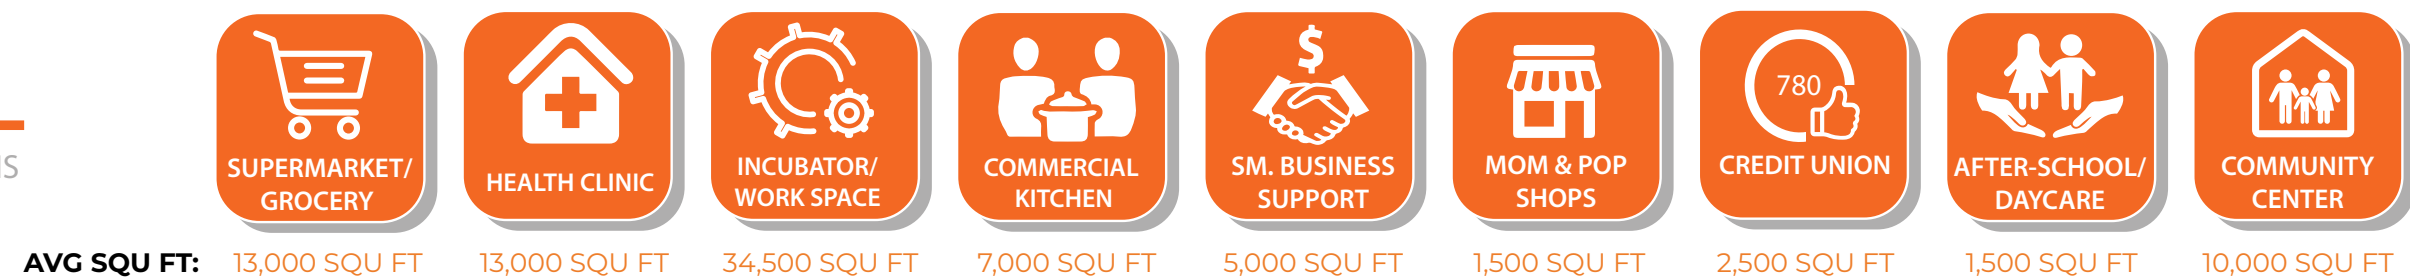 SUPERMARKET/
GROCERY
HEALTH CLINIC
INCUBATOR/
WORK SPACE
COMMERCIAL
KITCHEN
$
SM. BUSINESS
SUPPORT
MOM & POP
SHOPS
780
CREDIT UNION
AFTER-SCHOOL/
DAYCARE
COMMUNITY
CENTER
AVG SQU FT: 13,000 SQU FT 13,000 SQU FT 34,500 SQU FT 7,000 SQU FT 5,000 SQU FT 1,500 SQU FT 2,500 SQU FT 1,500 SQU FT 10,000 SQU FT